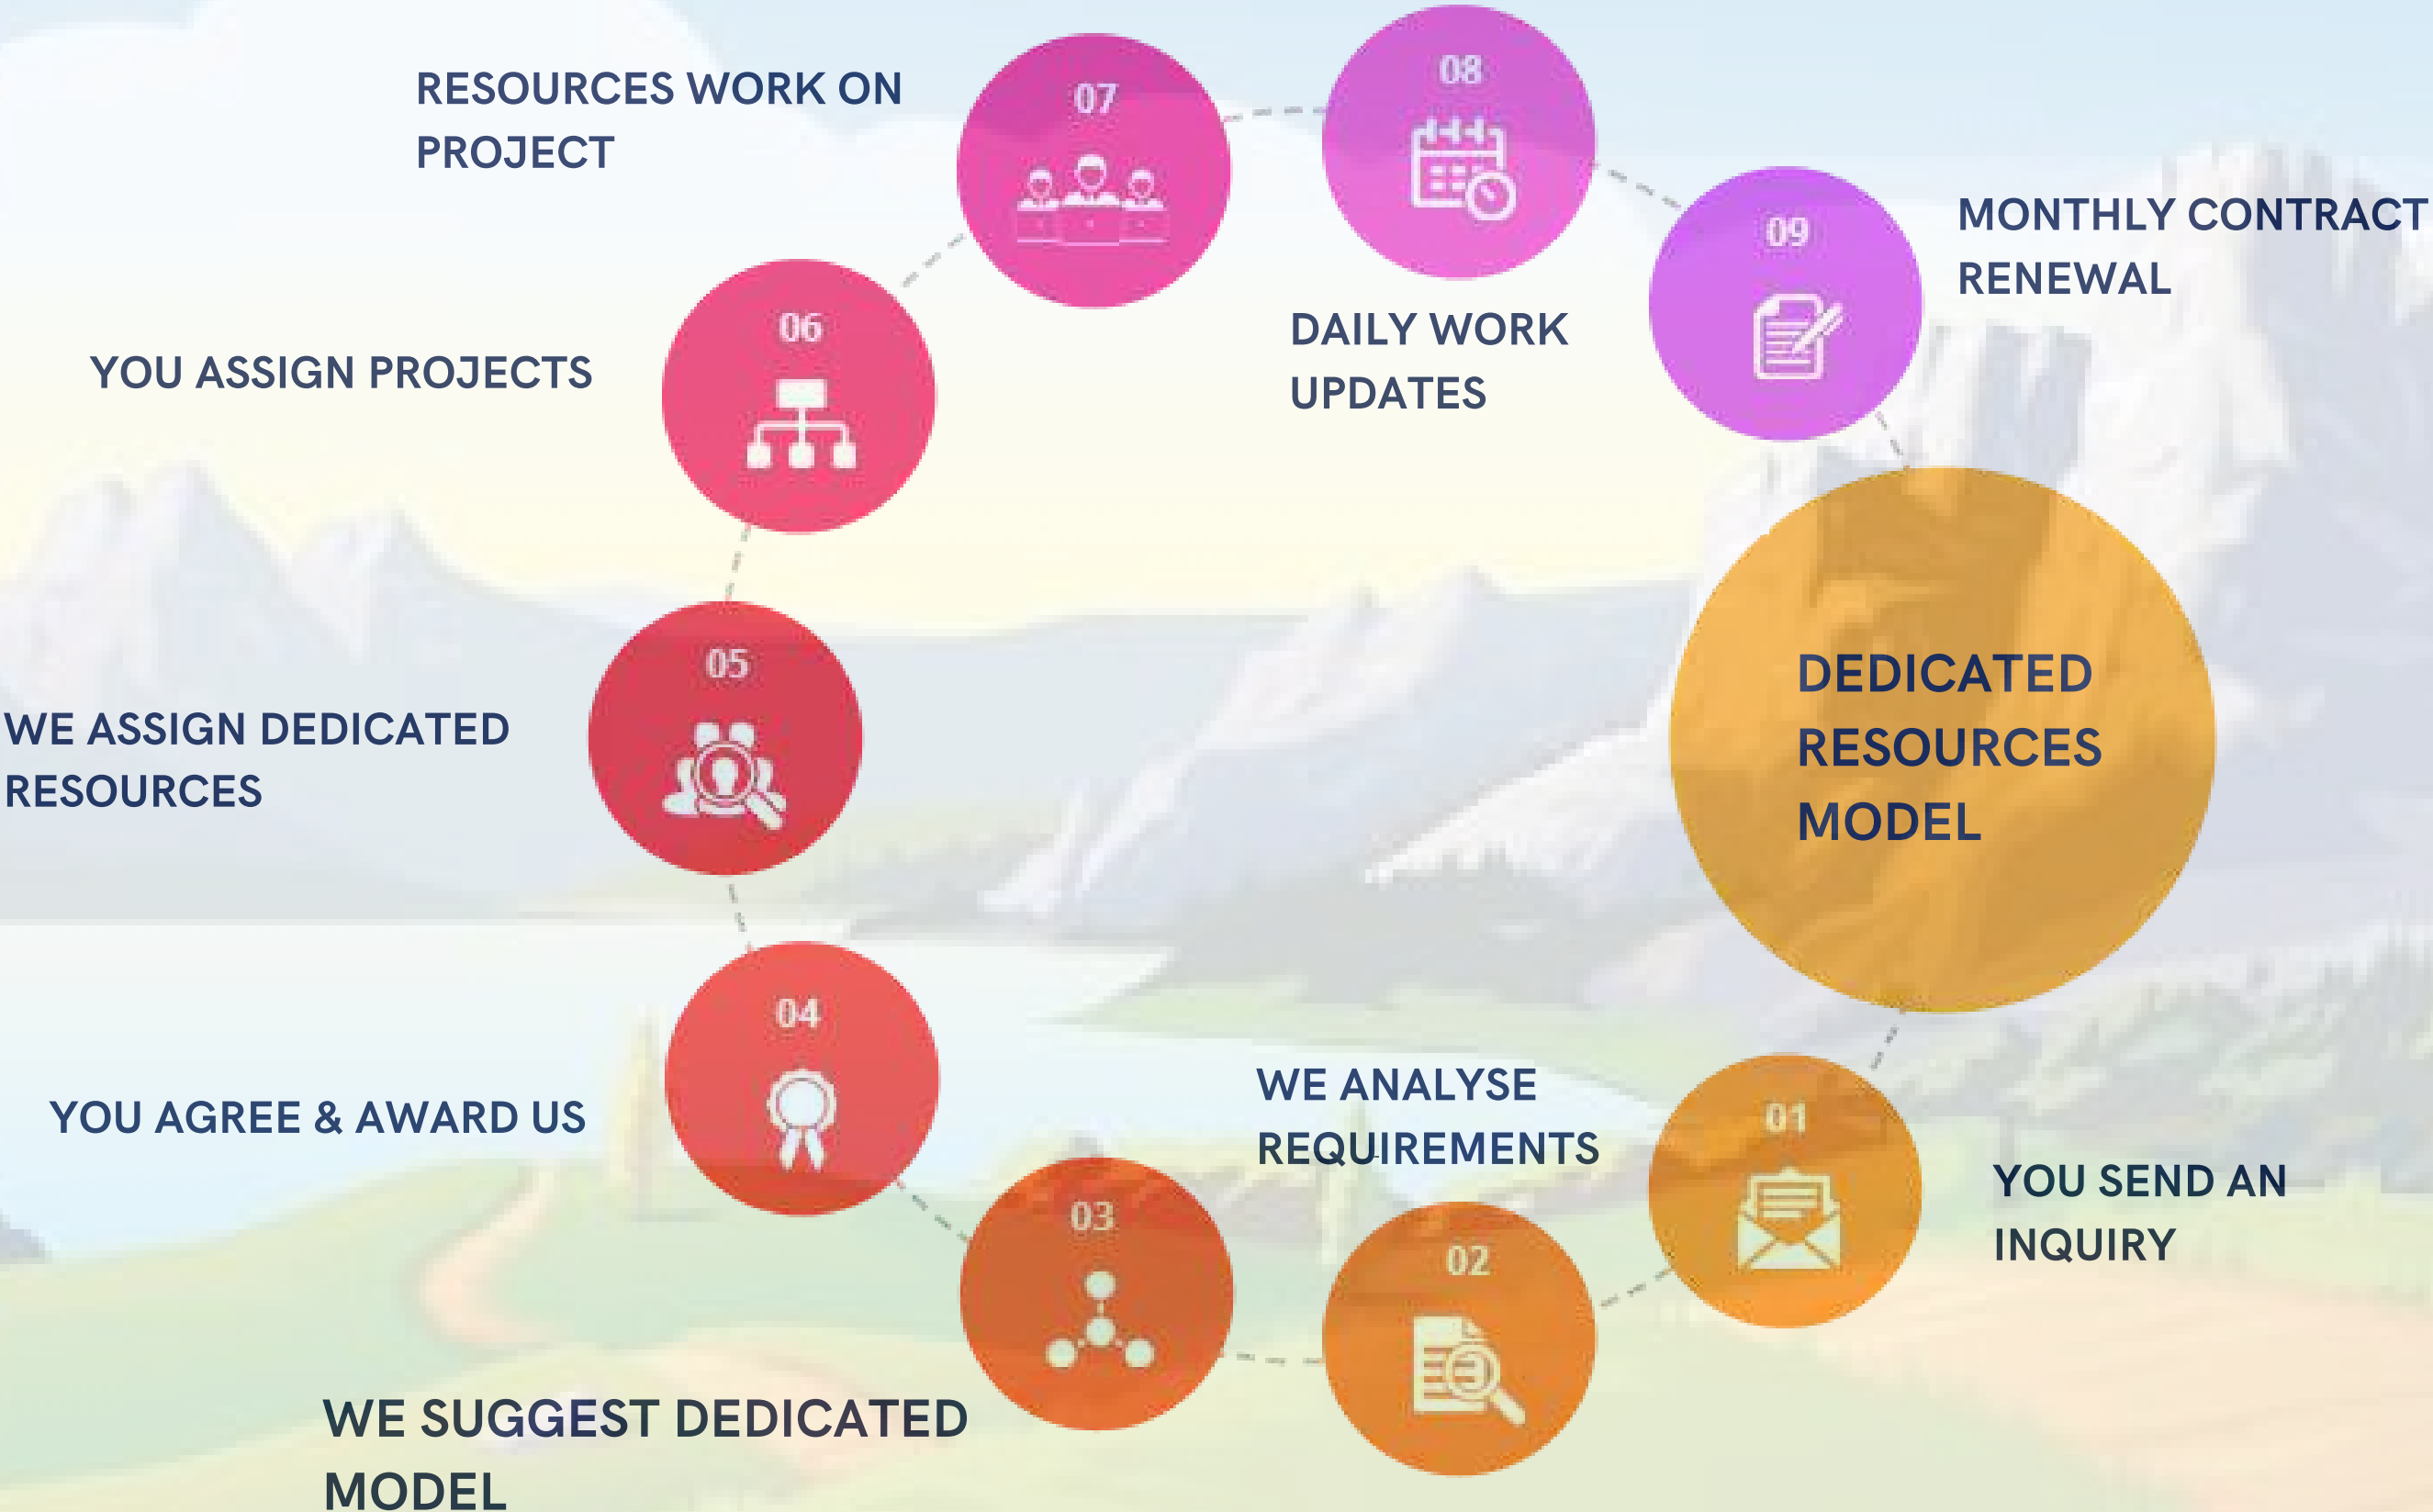 RESOURCES WORK ON
PROJECT
07
08
DAILY WORK
UPDATES
09
MONTHLY CONTRACT
RENEWAL
06
YOU ASSIGN PROJECTS
05
WE ASSIGN DEDICATED
RESOURCES
DEDICATED
RESOURCES
MODEL
04
YOU AGREE & AWARD US
03
WE SUGGEST DEDICATED
MODEL
WE ANALYSE
REQUIREMENTS
02
01
YOU SEND AN
INQUIRY